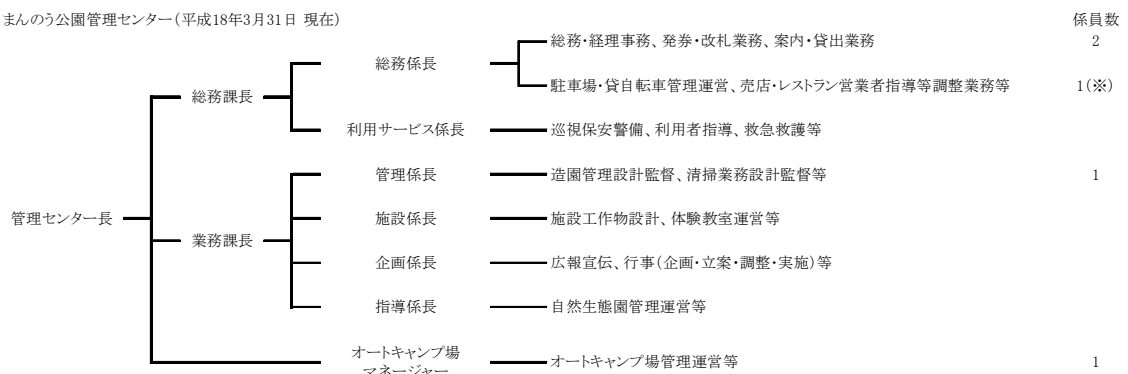 まんのう公園管理センター(平成18年3月31日 現在)
係員数
総務・経理事務、発券・改札業務、案内・貸出業務
2
総務係長
駐車場・貸自転車管理運営、売店・レストラン営業者指導等調整業務等
1(※)
総務課長
利用サービス係長
巡視保安警備、利用者指導、救急救護等
管理係長
造園管理設計監督、清掃業務設計監督等
1
管理センター長
施設係長
施設工作物設計、体験教室運営等
業務課長
企画係長
広報宣伝、行事(企画・立案・調整・実施)等
指導係長
自然生態園管理運営等
オートキャンプ場
マネージャー
オートキャンプ場管理運営等
1